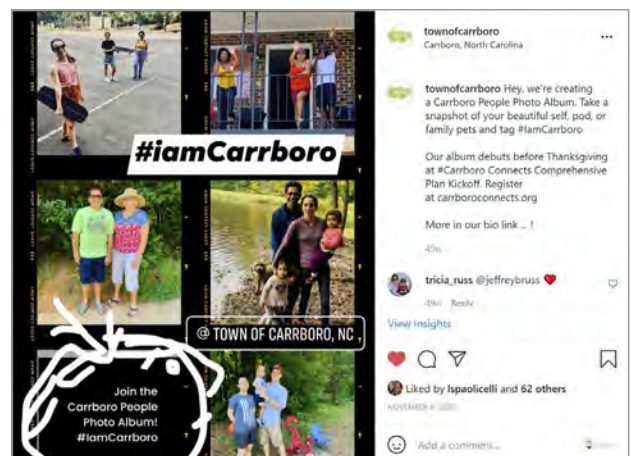 #iamCarrboro
@ TOWN OF CARRBORO, NC
Join the
Carrboro People
Photo Album!
#IamCarrboro
townofcarrboro
Carrboro, North Carolina
townofcarrboro Hey, we're creating
a Carrboro People Photo Album. Take a
snapshot of your beautiful self, pod, or
family pets and tag #IamCarrboro
Our album debuts before Thanksgiving
at #Carrboro Connects Comprehensive
Plan Kickoff. Register
at carrboroconnects.org
More in our bio link ... !
49w
tricia_russ @jeffreybruss ❤️
49w Reply
View Insights
Liked by lspaolicelli and 62 others
Add a comment...